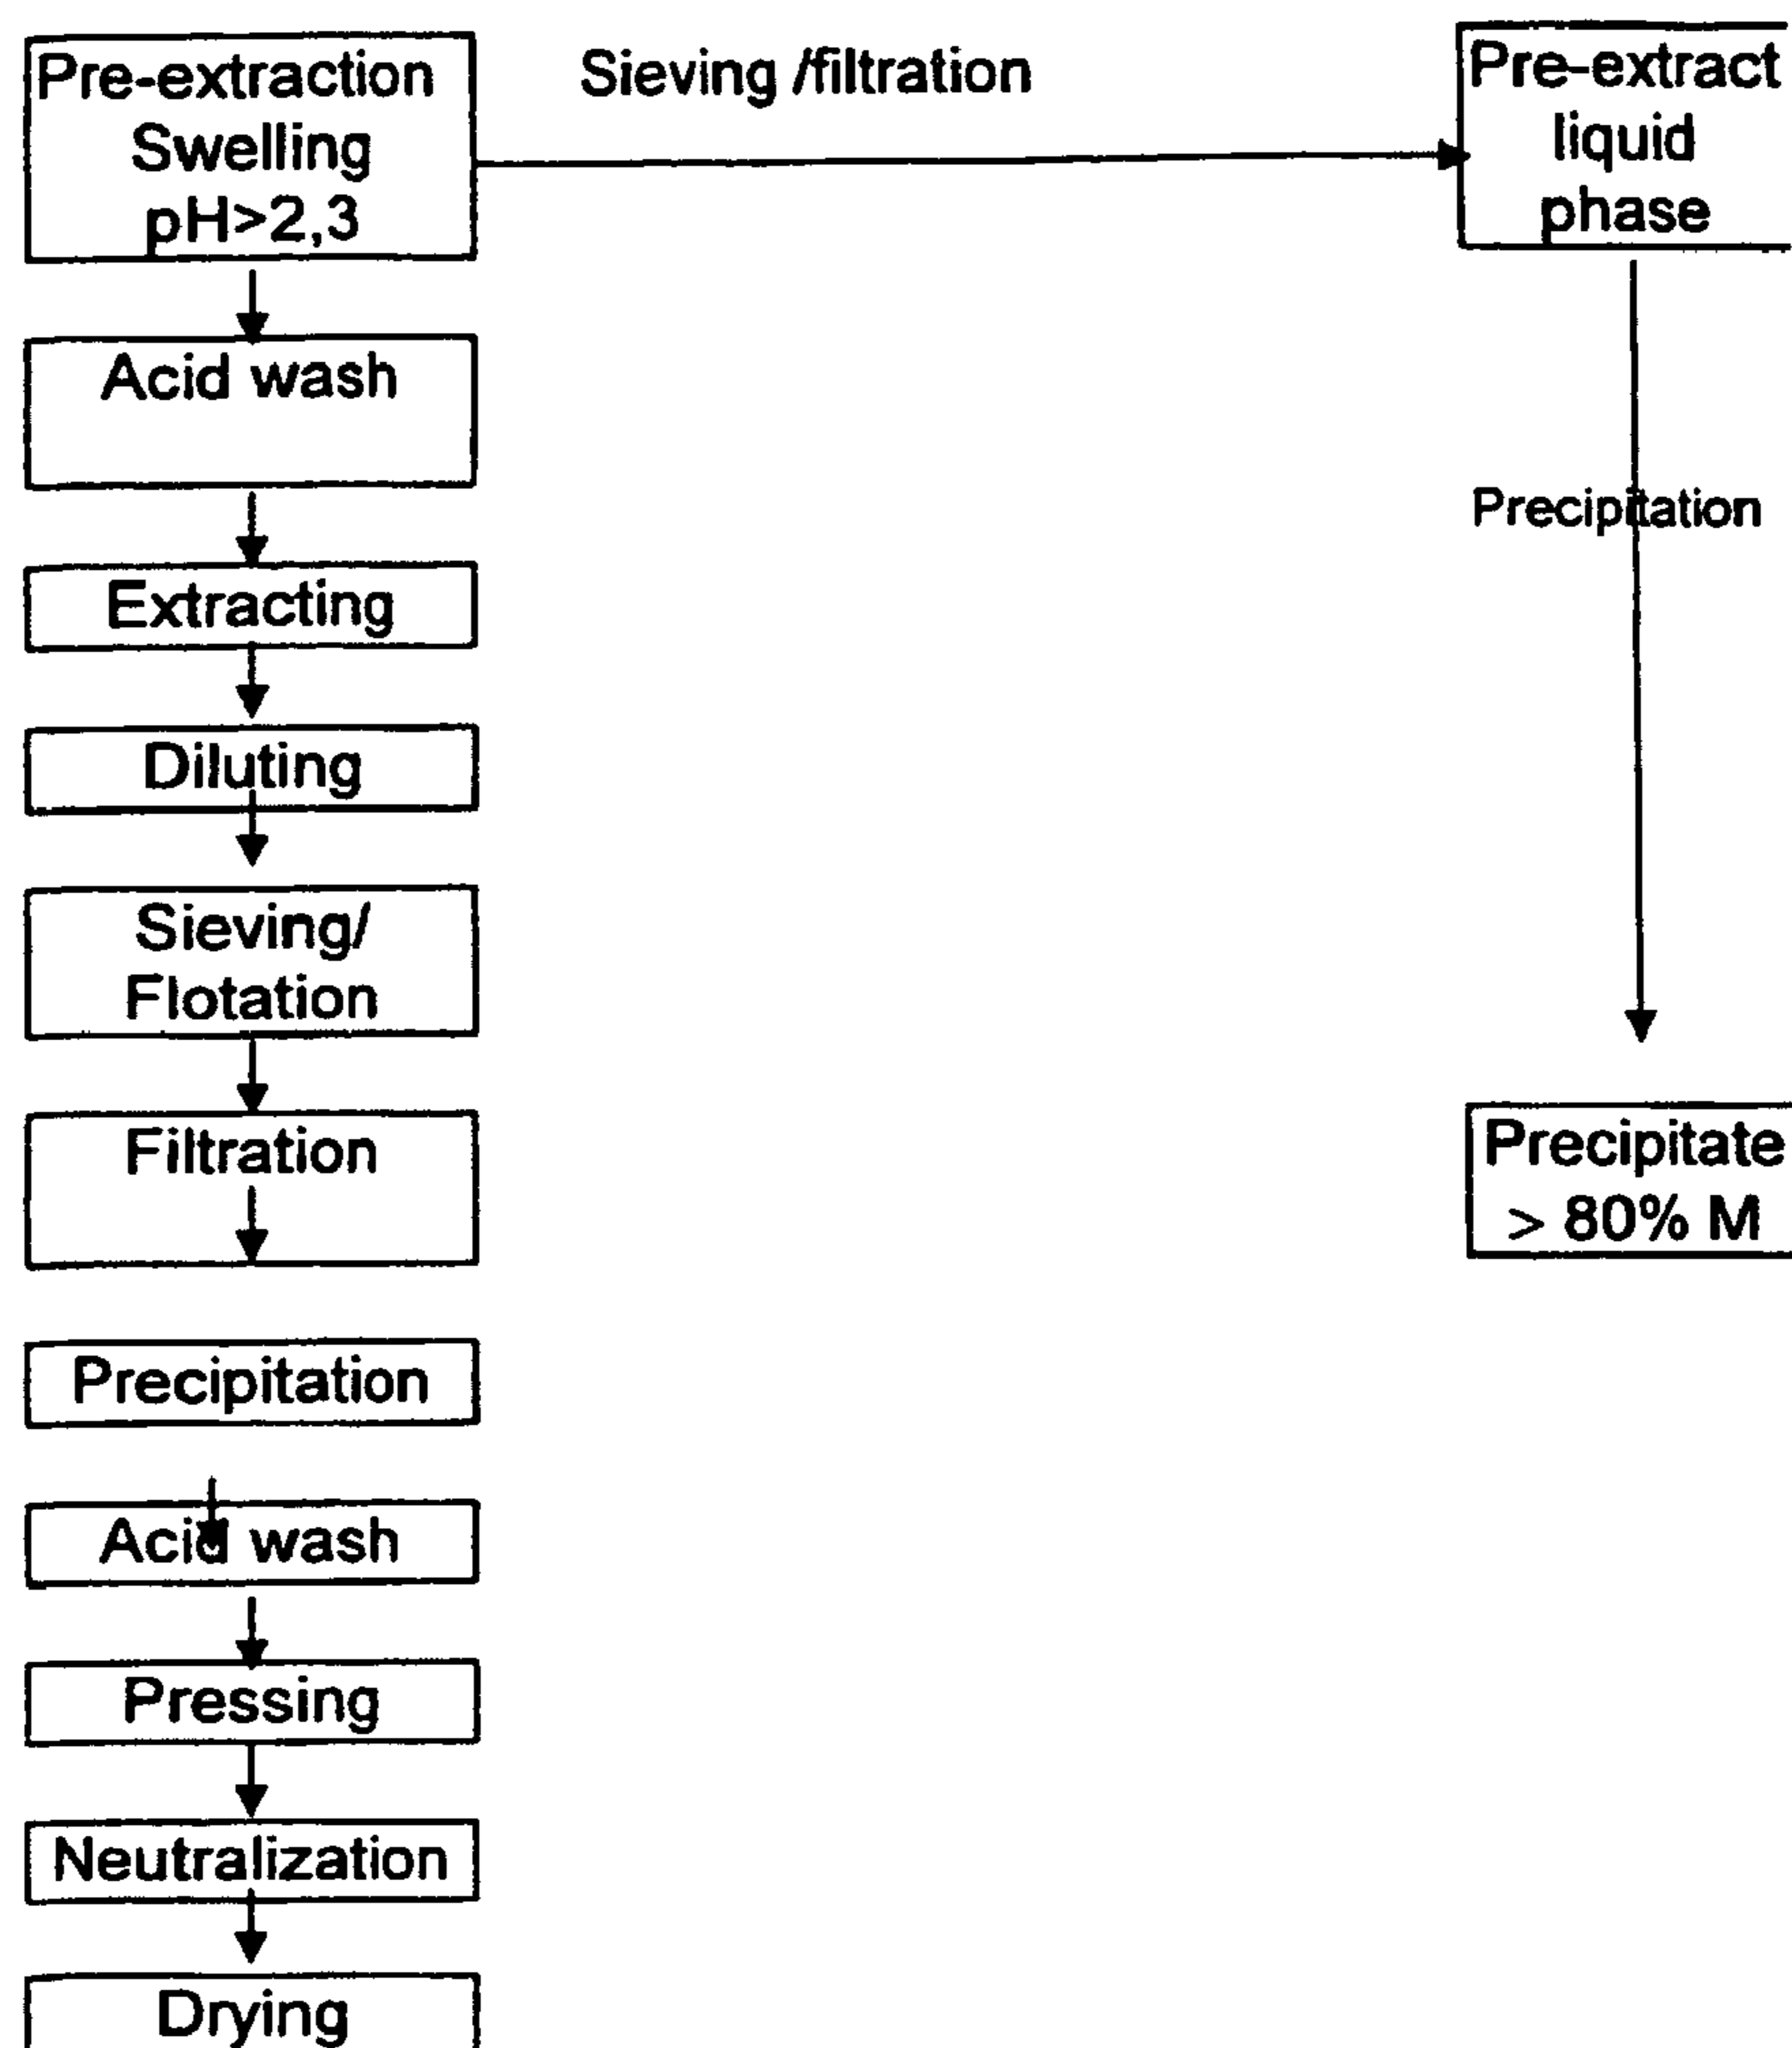 Pre-extraction
Swelling
pH>2,3
Sieving /filtration
Pre-extract
liquid
phase
Acid wash
Extracting
Diluting
Sieving/
Flotation
Filtration
Precipitation
Acid wash
Pressing
Neutralization
Drying
Precipitation
Precipitate
> 80% M